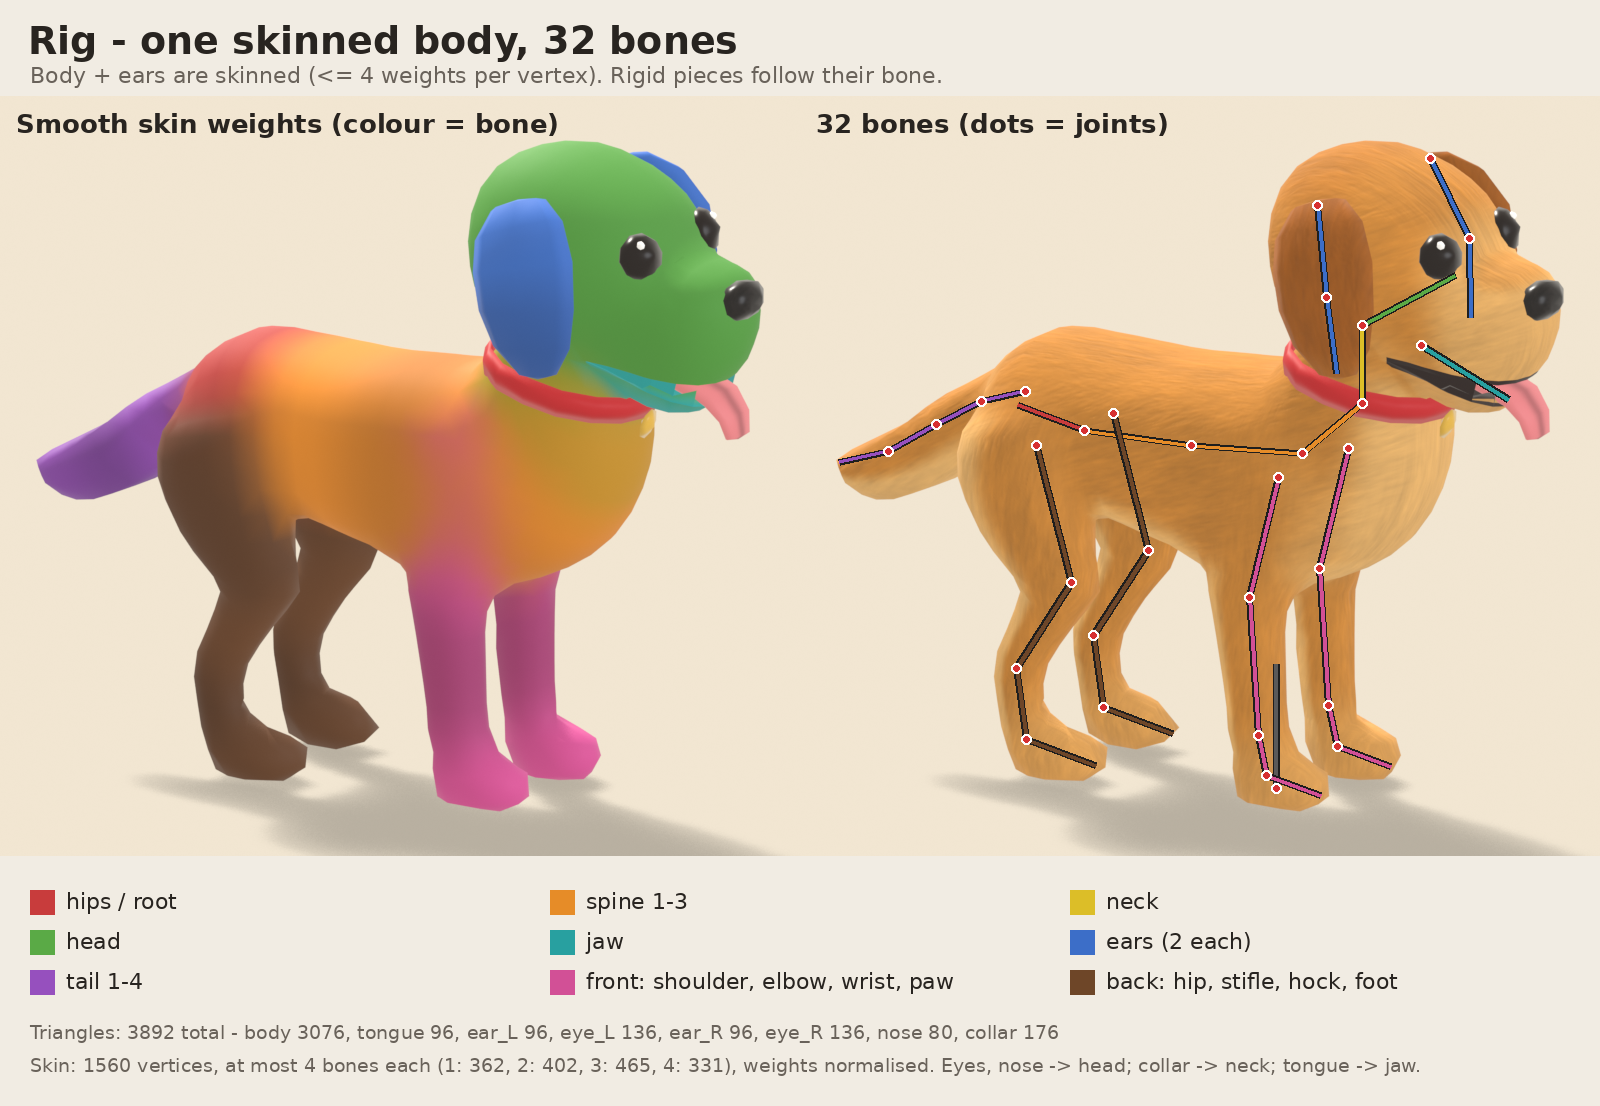 Rig - one skinned body, 32 bones
Body + ears are skinned (<= 4 weights per vertex). Rigid pieces follow their bone.
Smooth skin weights (colour = bone)
32 bones (dots = joints)
hips / root
spine 1-3
neck
head
jaw
ears (2 each)
tail 1-4
front: shoulder, elbow, wrist, paw
back: hip, stifle, hock, foot
Triangles: 3892 total - body 3076, tongue 96, ear_L 96, eye_L 136, ear_R 96, eye_R 136, nose 80, collar 176
Skin: 1560 vertices, at most 4 bones each (1: 362, 2: 402, 3: 465, 4: 331), weights normalised. Eyes, nose -> head; collar -> neck; tongue -> jaw.